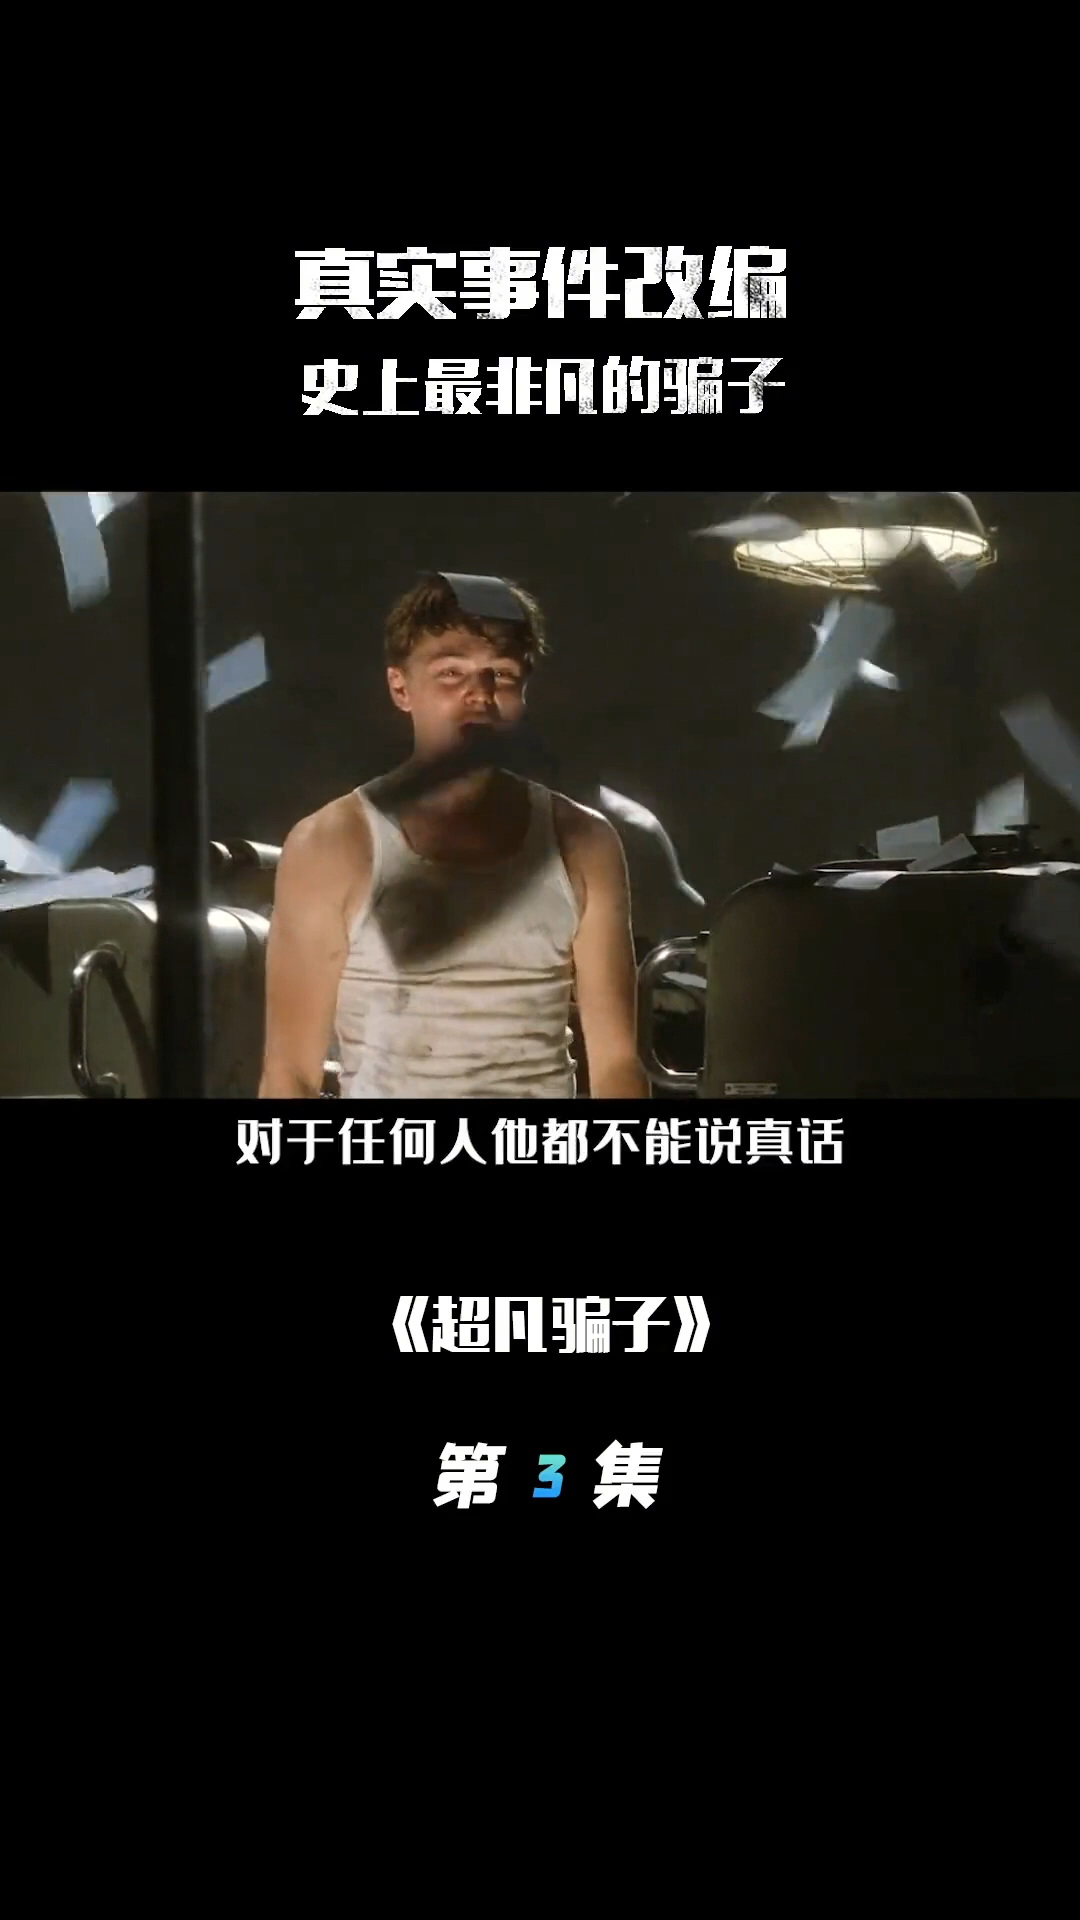 真实事件改编
史上最非凡的骗子
对于任何人他都不能说真话
《超凡骗子》
第3集